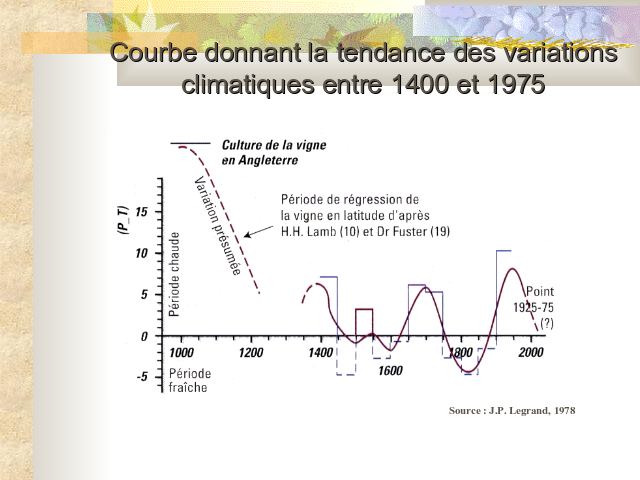 Courbe donnant la tendance des variations
climatiques entre 1400 et 1975
Culture de la vigne
en Angleterre
Variation présumée
Période de régression de
la vigne en latitude d'après
H.H. Lamb (10) et Dr Fuster (19)
(P_T)
15
10
5
0
-5
Période chaude
Période
fraîche
Point
1925-75
(?)
1000
1200
1400
1600
1800
2000
Source : J.P. Legrand, 1978